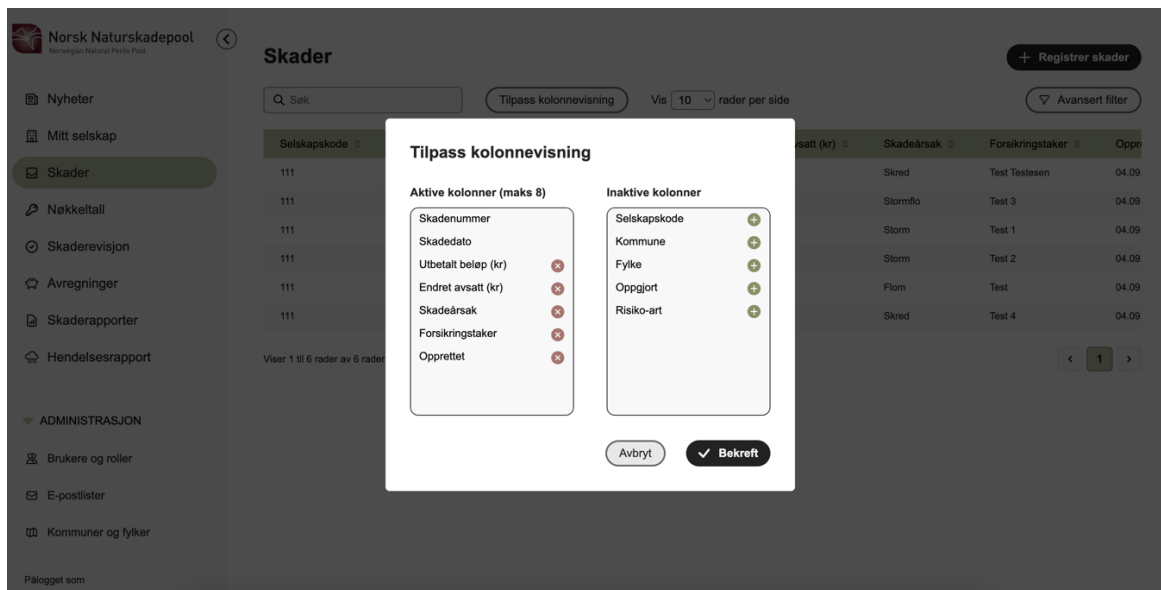 Norsk Naturskadepool
Norwegian Natural Perils Pool
Nyheter
Mitt selskap
Skader
Nøkkeltall
Skaderevisjon
Avregninger
Skaderapporter
Hendelsesrapport
ADMINISTRASJON
Brukere og roller
E-postlister
Kommuner og fylker
Pålogget som
Skader
Registrer skader
Søk
Tilpass kolonnevisning
Vis 10 rader per side
Avansert filter
Selskapskode vsatt (kr) Skadeårsak Forsikringstaker Oppr
111 Skred Test Testesen 04.09
111 Stormflo Test 3 04.09
111 Storm Test 1 04.09
111 Storm Test 2 04.09
111 Flom Test 04.09
111 Skred Test 4 04.09
Viser 1 til 6 rader av 6 rader
1
Tilpass kolonnevisning
Aktive kolonner (maks 8)
Skadenummer
Skadedato
Utbetalt beløp (kr)
Endret avsatt (kr)
Skadeårsak
Forsikringstaker
Opprettet
Inaktive kolonner
Selskapskode
Kommune
Fylke
Oppgjort
Risiko-art
Avbryt
Bekreft